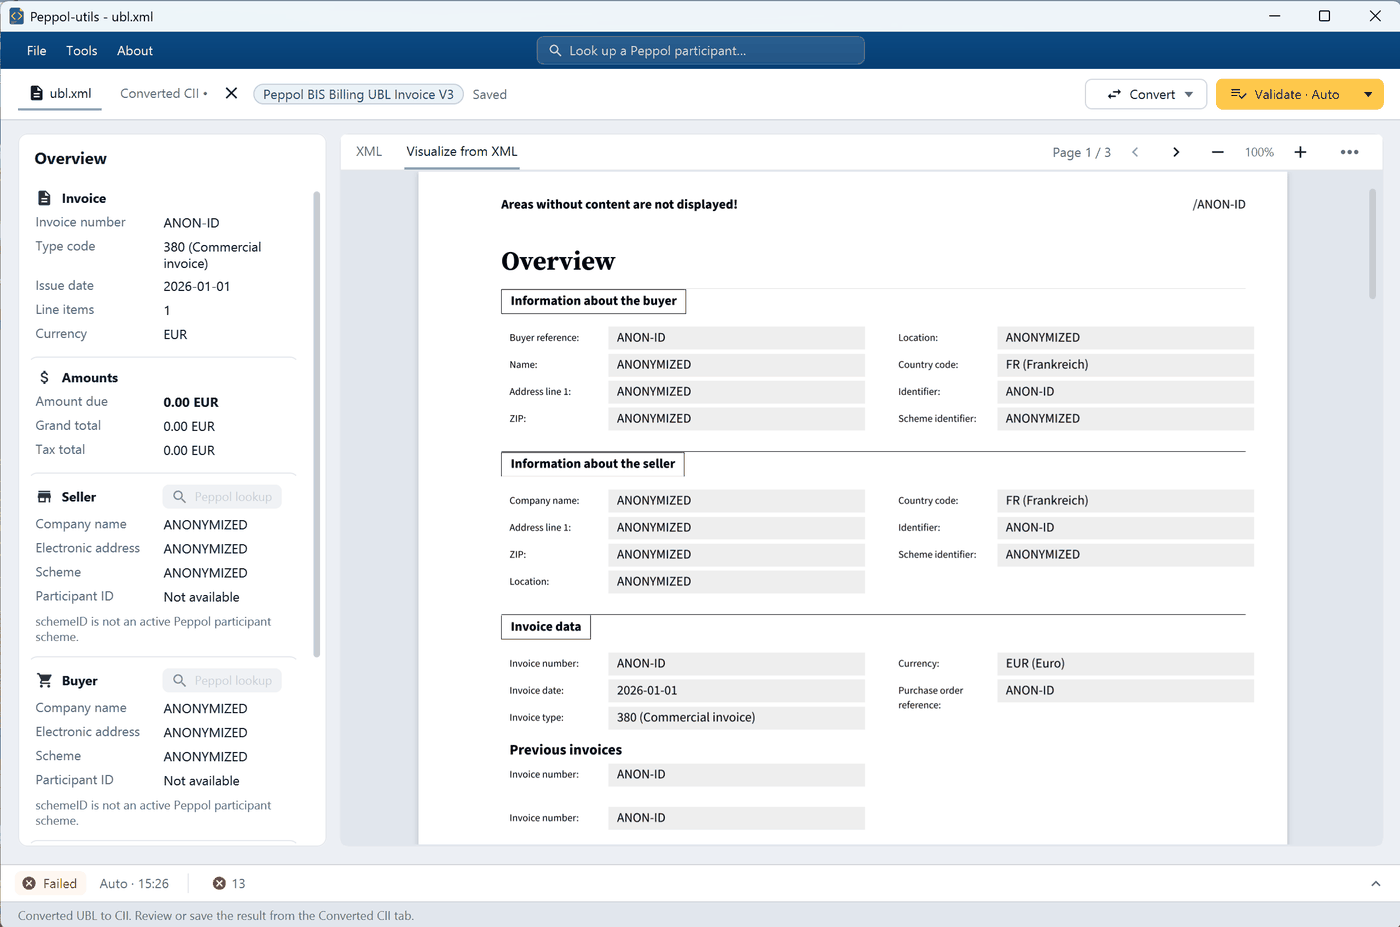 Peppol-utils - ubl.xml
File Tools About
Look up a Peppol participant...
ubl.xml
Converted CII •
Peppol BIS Billing UBL Invoice V3
Saved
Convert
Validate · Auto
Overview
Invoice
Invoice number ANON-ID
Type code 380 (Commercial
invoice)
Issue date 2026-01-01
Line items 1
Currency EUR
Amounts
Amount due 0.00 EUR
Grand total 0.00 EUR
Tax total 0.00 EUR
Seller Peppol lookup
Company name ANONYMIZED
Electronic address ANONYMIZED
Scheme ANONYMIZED
Participant ID Not available
schemeID is not an active Peppol participant
scheme.
Buyer Peppol lookup
Company name ANONYMIZED
Electronic address ANONYMIZED
Scheme ANONYMIZED
Participant ID Not available
schemeID is not an active Peppol participant
scheme.
XML Visualize from XML
Page 1 / 3
100%
Areas without content are not displayed! /ANON-ID
Overview
Information about the buyer
Buyer reference: ANON-ID Location: ANONYMIZED
Name: ANONYMIZED Country code: FR (Frankreich)
Address line 1: ANONYMIZED Identifier: ANON-ID
ZIP: ANONYMIZED Scheme identifier: ANONYMIZED
Information about the seller
Company name: ANONYMIZED Country code: FR (Frankreich)
Address line 1: ANONYMIZED Identifier: ANON-ID
ZIP: ANONYMIZED Scheme identifier: ANONYMIZED
Location: ANONYMIZED
Invoice data
Invoice number: ANON-ID Currency: EUR (Euro)
Invoice date: 2026-01-01 Purchase order ANON-ID
reference:
Invoice type: 380 (Commercial invoice)
Previous invoices
Invoice number: ANON-ID
Invoice number: ANON-ID
Failed Auto · 15:26 13
Converted UBL to CII. Review or save the result from the Converted CII tab.